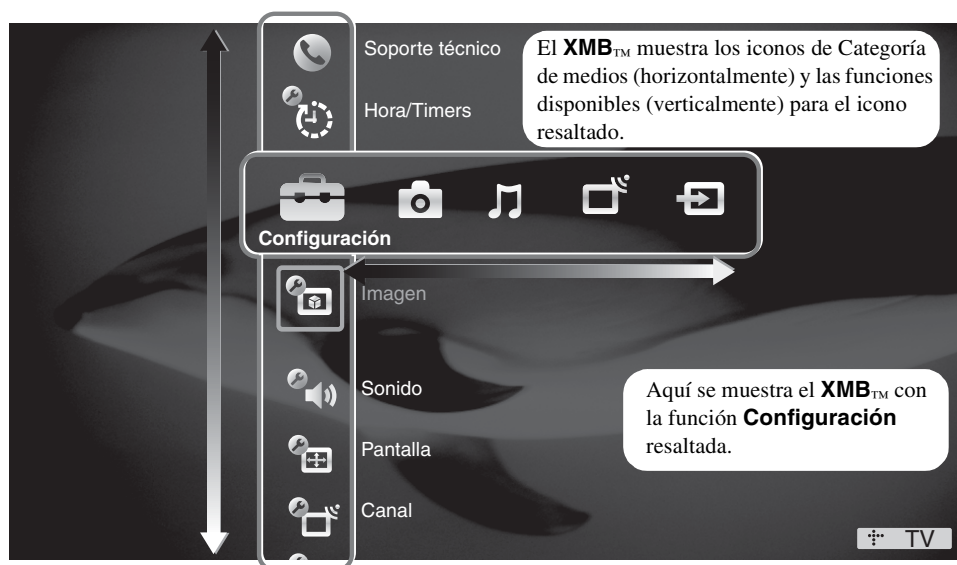 Soporte técnico
El XMB™ muestra los iconos de Categoría
de medios (horizontalmente) y las funciones
disponibles (verticalmente) para el icono
resaltado.
Hora/Timers
Configuración
Imagen
Sonido
Aquí se muestra el XMB™ con
la función Configuración
resaltada.
Pantalla
Canal
TV